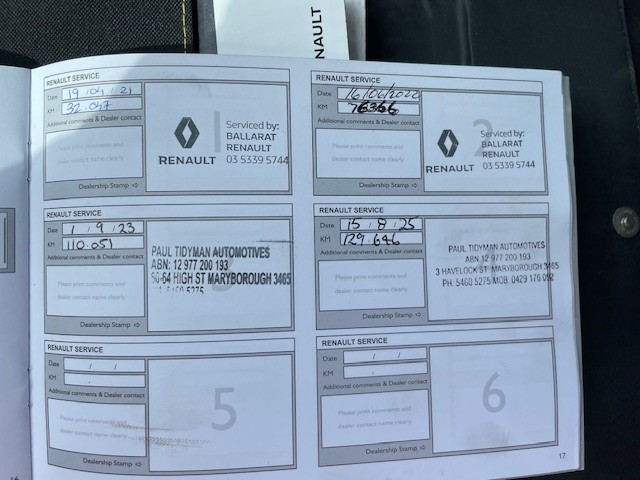 RENAULT
RENAULT SERVICE
Date 19 / 04 / 21
KM 32.047
Additional comments & Dealer contact
Please print comments and
dealer contact name clearly
Dealership Stamp ⇨
1
RENAULT
Serviced by:
BALLARAT
RENAULT
03 5339 5744
RENAULT SERVICE
Date 16/06/2022
KM 76366
Additional comments & Dealer contact
Please print comments and
dealer contact name clearly
Dealership Stamp ⇨
2
RENAULT
Serviced by:
BALLARAT
RENAULT
03 5339 5744
RENAULT SERVICE
Date 1 / 9 / 23
KM 110.051
Additional comments & Dealer contact
Please print comments and
dealer contact name clearly
Dealership Stamp ⇨
PAUL TIDYMAN AUTOMOTIVES
ABN: 12 977 200 193
HIGH ST MARYBOROUGH 3465
5460 5275
RENAULT SERVICE
Date 15 / 8 / 25
KM 129.646
Additional comments & Dealer contact
Please print comments and
dealer contact name clearly
Dealership Stamp ⇨
PAUL TIDYMAN AUTOMOTIVES
ABN 12 977 200 193
3 HAVELOCK ST MARYBOROUGH 3465
PH: 5460 5275 MOB: 0429 176 092
RENAULT SERVICE
Date / /
KM .
Additional comments & Dealer contact
Please print comments and
dealer contact name clearly
Dealership Stamp ⇨
5
RENAULT SERVICE
Date / /
KM .
Additional comments & Dealer contact
Please print comments and
dealer contact name clearly
Dealership Stamp ⇨
6
16
17